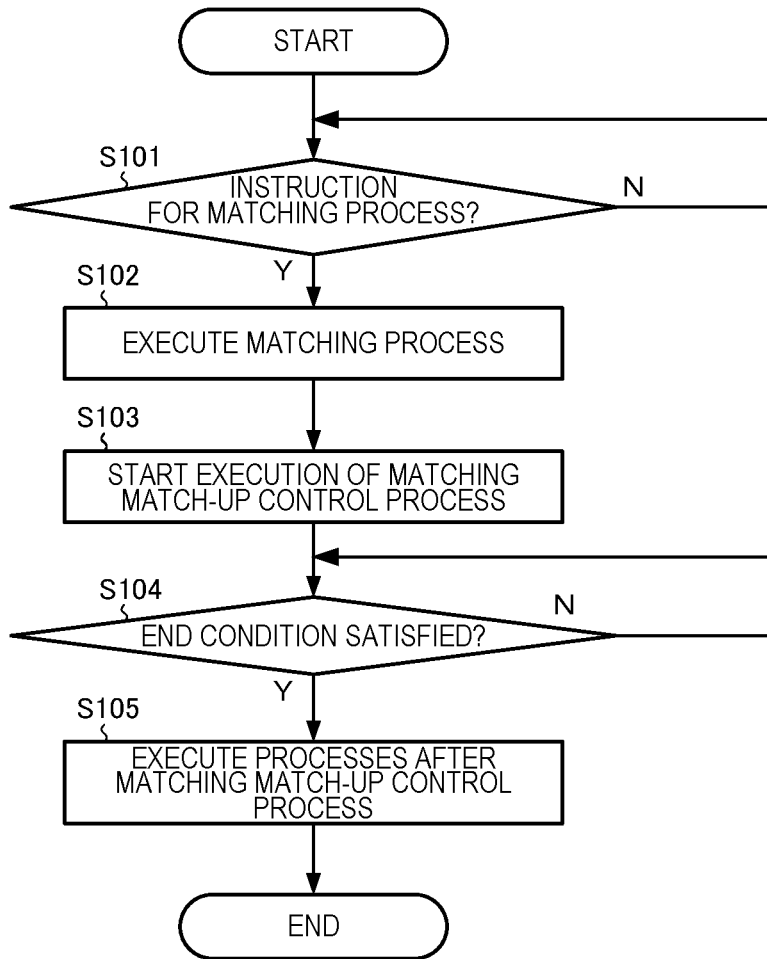 START
S101
INSTRUCTION
FOR MATCHING PROCESS?
N
Y
S102
EXECUTE MATCHING PROCESS
S103
START EXECUTION OF MATCHING
MATCH-UP CONTROL PROCESS
S104
N
END CONDITION SATISFIED?
Y
S105
EXECUTE PROCESSES AFTER
MATCHING MATCH-UP CONTROL
PROCESS
END